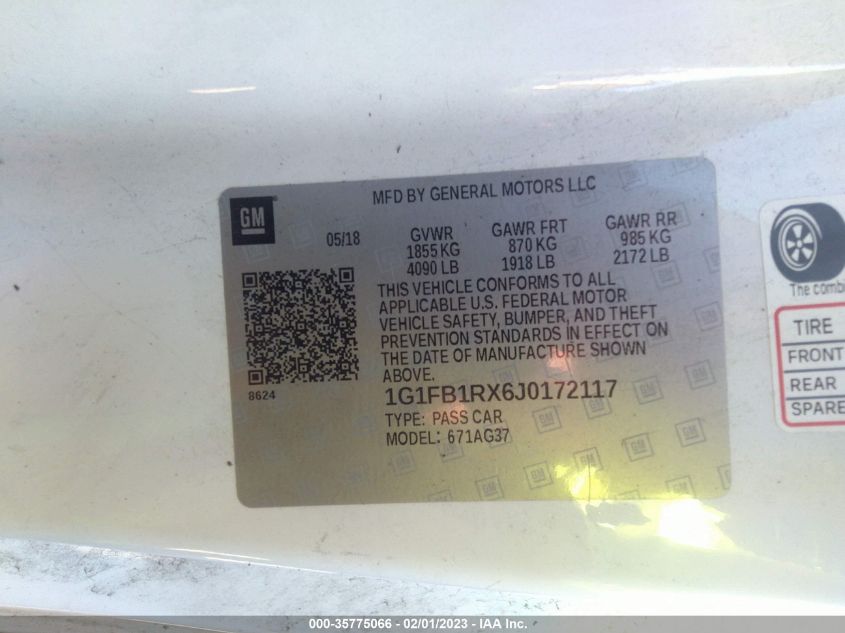 MFD BY GENERAL MOTORS LLC
GM
05/18
GVWR
1855 KG
4090 LB
GAWR FRT
870 KG
1918 LB
GAWR RR
985 KG
2172 LB
THIS VEHICLE CONFORMS TO ALL
APPLICABLE U.S. FEDERAL MOTOR
VEHICLE SAFETY, BUMPER, AND THEFT
PREVENTION STANDARDS IN EFFECT ON
THE DATE OF MANUFACTURE SHOWN
ABOVE.
8624
1G1FB1RX6J0172117
TYPE: PASS CAR
MODEL: 671AG37
The combi
TIRE
FRONT
REAR
SPARE
000-35775066 - 02/01/2023 - IAA Inc.